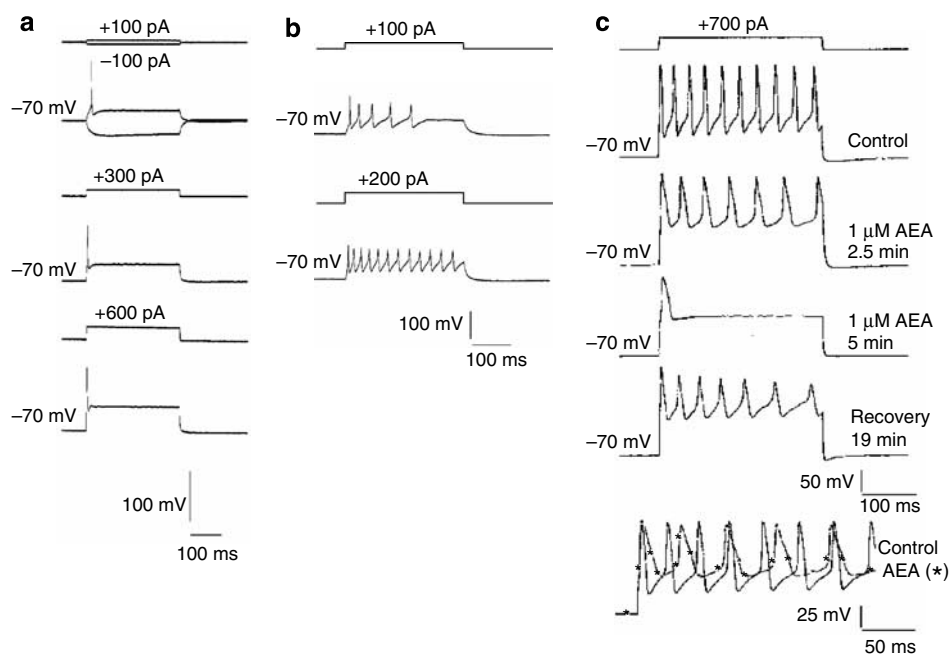 a
+100 pA
−100 pA
−70 mV
+300 pA
−70 mV
+600 pA
−70 mV
100 mV
100 ms
b
+100 pA
−70 mV
+200 pA
−70 mV
100 mV
100 ms
c
+700 pA
−70 mV
Control
−70 mV
1 μM AEA
2.5 min
−70 mV
1 μM AEA
5 min
−70 mV
Recovery
19 min
50 mV
100 ms
Control
AEA (*)
25 mV
50 ms